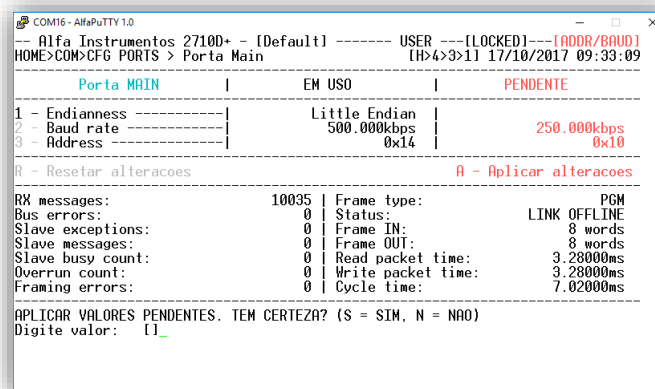 COM16 - AlfaPuTTY 1.0
-- Alfa Instrumentos 2710D+ - [Default] ------- USER ---[LOCKED]---[ADDR/BAUD]
HOME>COM>CFG PORTS > Porta Main [H>4>3>1] 17/10/2017 09:33:09
Porta MAIN | EM USO | PENDENTE
1 - Endianness ------------| Little Endian |
2 - Baud rate -------------| 500.000kbps | 250.000kbps
3 - Address ---------------| 0x14 | 0x10
R - Resetar alteracoes A - Aplicar alteracoes
RX messages: 10035 | Frame type: PGM
Bus errors: 0 | Status: LINK OFFLINE
Slave exceptions: 0 | Frame IN: 8 words
Slave messages: 0 | Frame OUT: 8 words
Slave busy count: 0 | Read packet time: 3.28000ms
Overrun count: 0 | Write packet time: 3.28000ms
Framing errors: 0 | Cycle time: 7.02000ms
APLICAR VALORES PENDENTES. TEM CERTEZA? (S = SIM, N = NAO)
Digite valor: []_